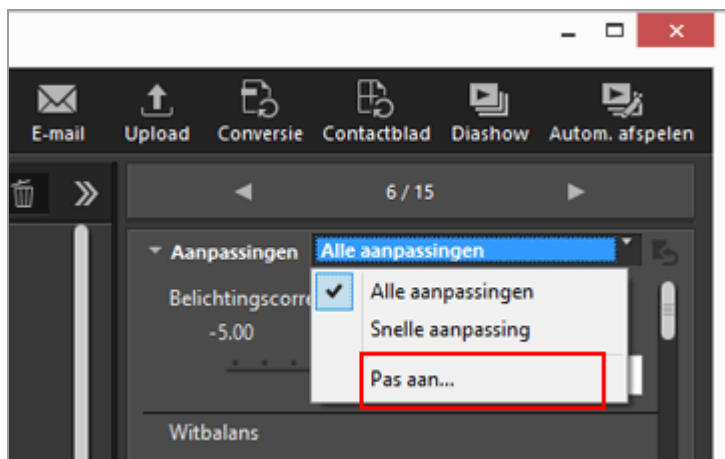 E-mail Upload Conversie Contactblad Diashow Autom. afspelen
6 / 15
Aanpassingen Alle aanpassingen
Alle aanpassingen
Belichtingscorre
Snelle aanpassing
-5.00
Pas aan...
Witbalans